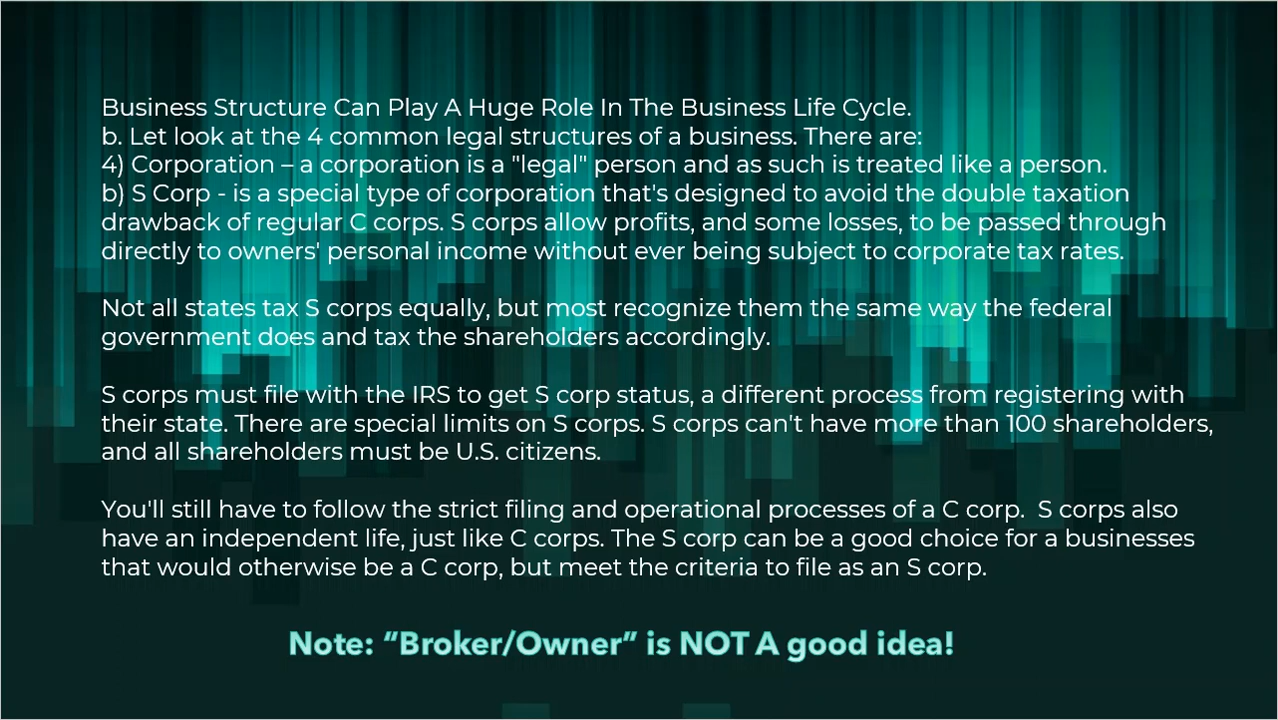 Business Structure Can Play A Huge Role In The Business Life Cycle.
b. Let look at the 4 common legal structures of a business. There are:
4) Corporation – a corporation is a "legal" person and as such is treated like a person.
b) S Corp - is a special type of corporation that's designed to avoid the double taxation
drawback of regular C corps. S corps allow profits, and some losses, to be passed through
directly to owners' personal income without ever being subject to corporate tax rates.
Not all states tax S corps equally, but most recognize them the same way the federal
government does and tax the shareholders accordingly.
S corps must file with the IRS to get S corp status, a different process from registering with
their state. There are special limits on S corps. S corps can't have more than 100 shareholders,
and all shareholders must be U.S. citizens.
You'll still have to follow the strict filing and operational processes of a C corp.  S corps also
have an independent life, just like C corps. The S corp can be a good choice for a businesses
that would otherwise be a C corp, but meet the criteria to file as an S corp.
Note: “Broker/Owner” is NOT A good idea!